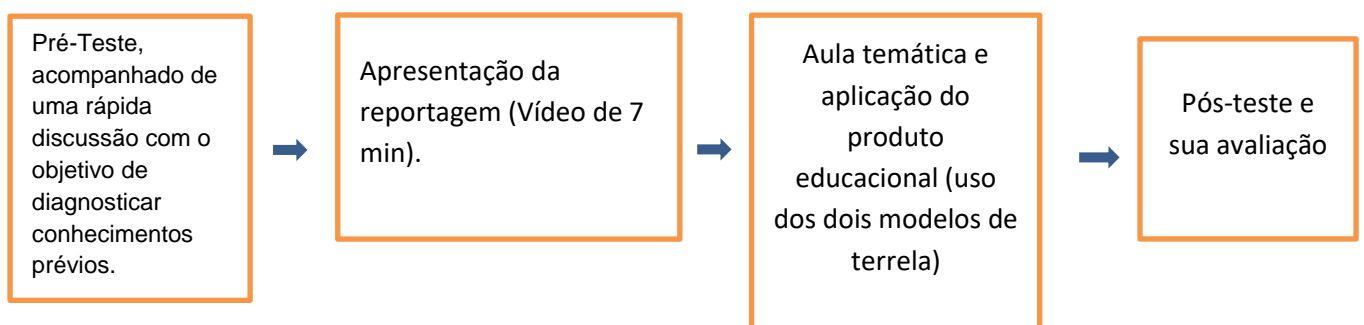 Pré-Teste,
acompanhado de
uma rápida
discussão com o
objetivo de
diagnosticar
conhecimentos
prévios.
Apresentação da
reportagem (Vídeo de 7
min).
Aula temática e
aplicação do
produto
educacional (uso
dos dois modelos de
terrela)
Pós-teste e
sua avaliação